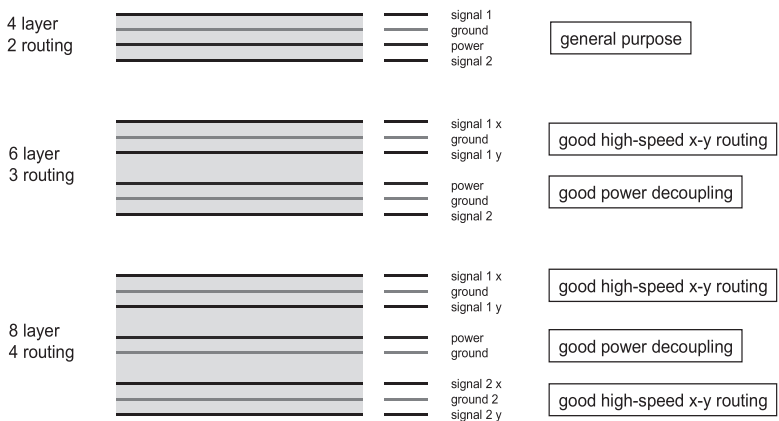 4 layer
2 routing
signal 1
ground
power
signal 2
general purpose
6 layer
3 routing
signal 1 x
ground
signal 1 y
power
ground
signal 2
good high-speed x-y routing
good power decoupling
8 layer
4 routing
signal 1 x
ground
signal 1 y
power
ground
signal 2 x
ground 2
signal 2 y
good high-speed x-y routing
good power decoupling
good high-speed x-y routing